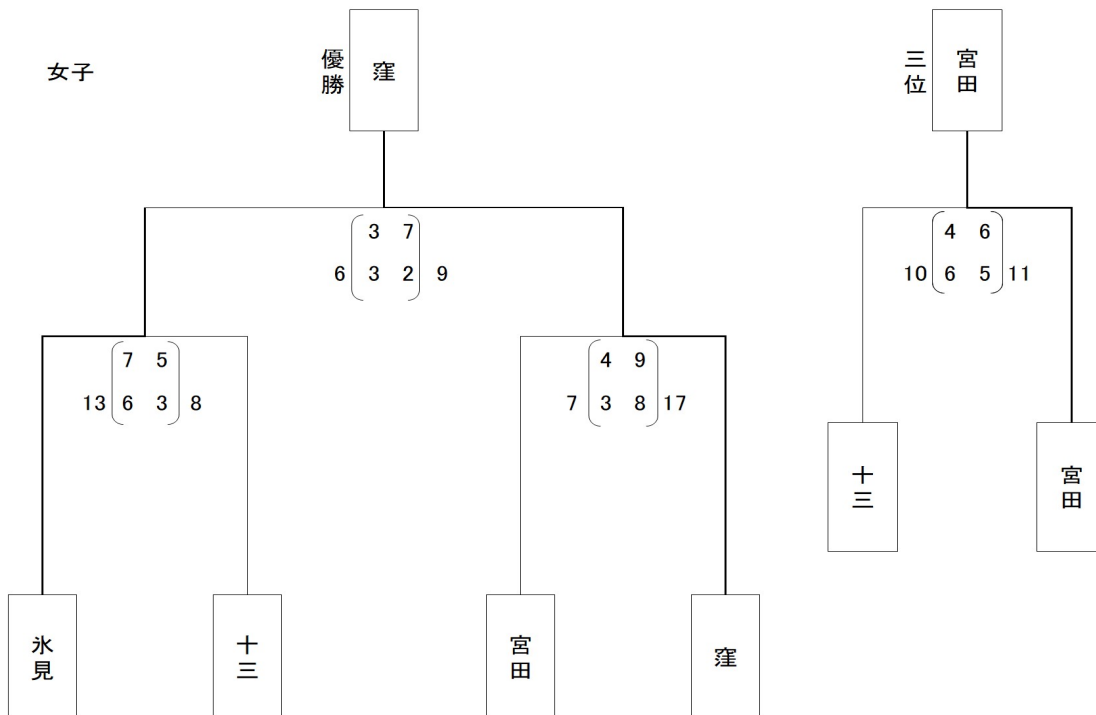 女子
優勝
窪
三位
宮田
3 7
6 3 2 9
4 6
10 6 5 11
7 5
13 6 3 8
4 9
7 3 8 17
十三
宮田
氷見
十三
宮田
窪